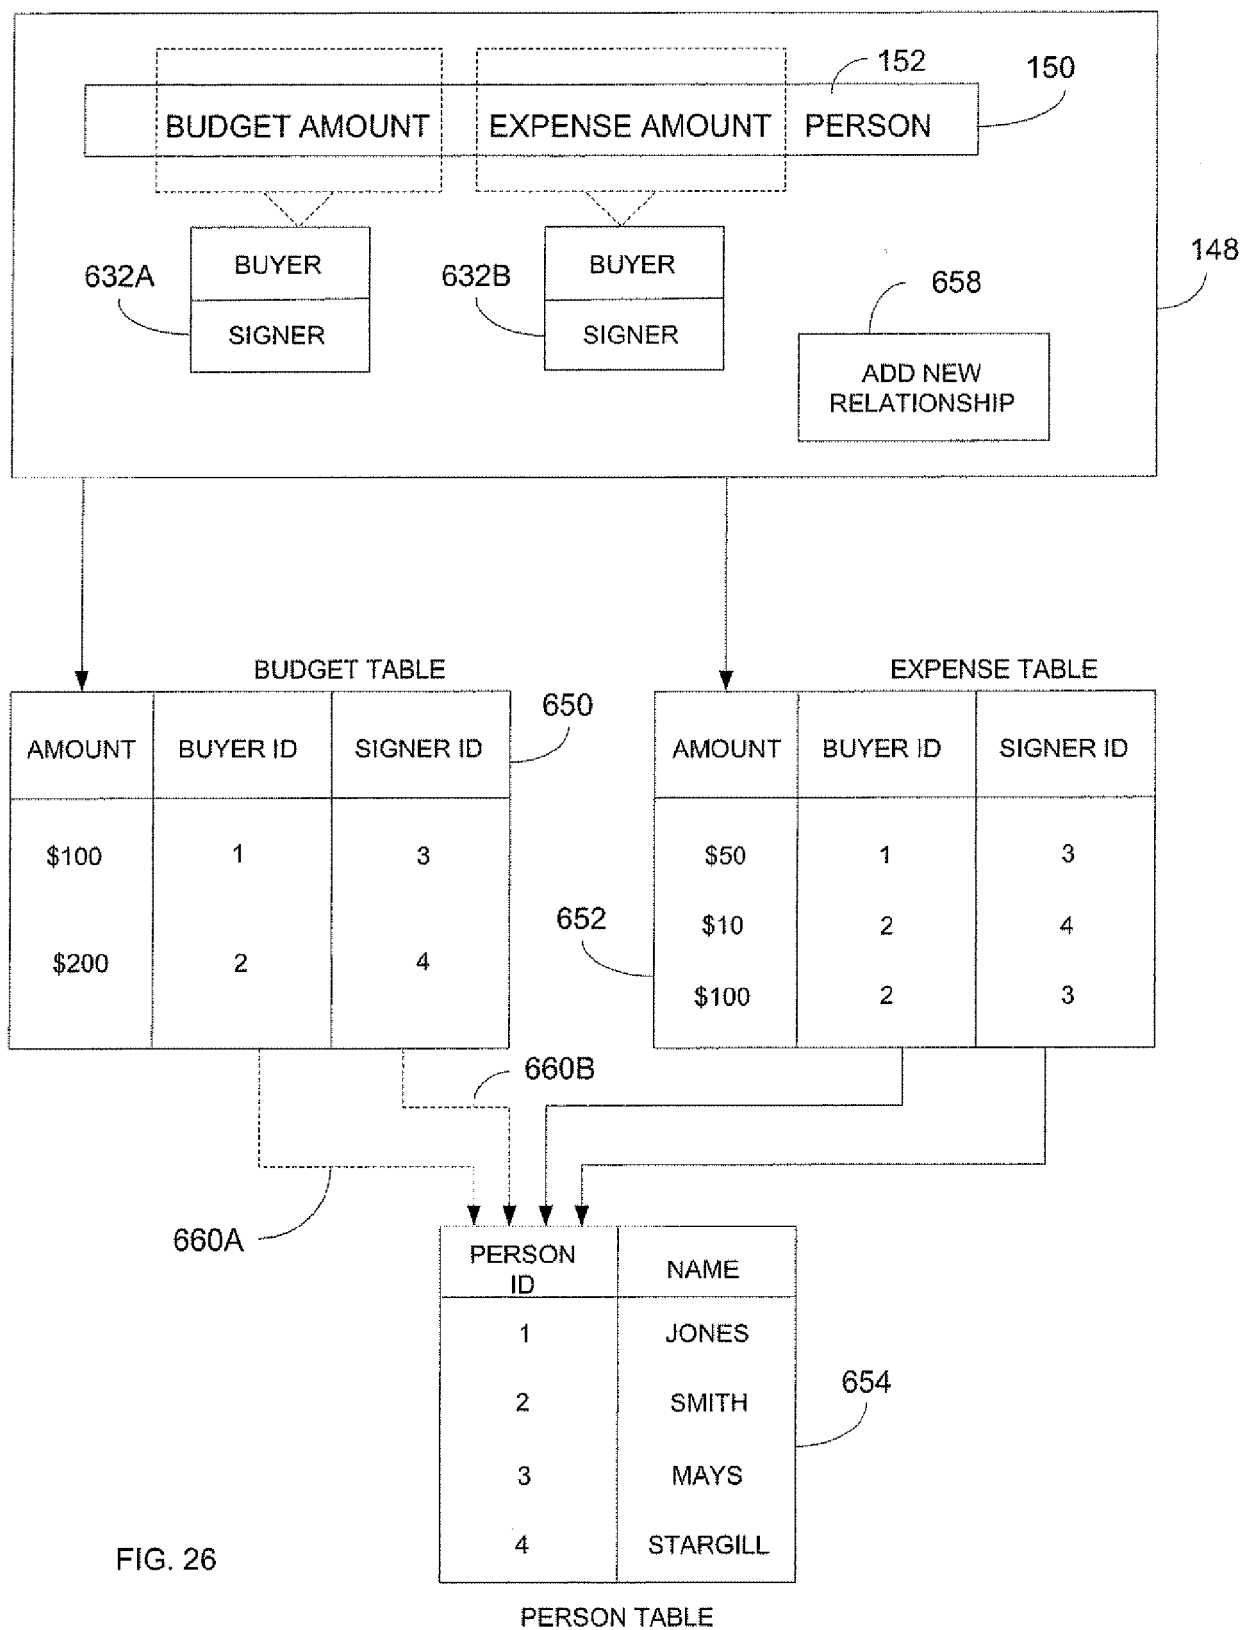 152
150
BUDGET AMOUNT EXPENSE AMOUNT PERSON
632A
BUYER
SIGNER
632B
BUYER
SIGNER
148
658
ADD NEW
RELATIONSHIP
BUDGET TABLE
650
AMOUNT BUYER ID SIGNER ID
$100 1 3
$200 2 4
EXPENSE TABLE
652
AMOUNT BUYER ID SIGNER ID
$50 1 3
$10 2 4
$100 2 3
660B
660A
PERSON
ID
NAME
1 JONES
2 SMITH
3 MAYS
4 STARGILL
654
PERSON TABLE
FIG. 26